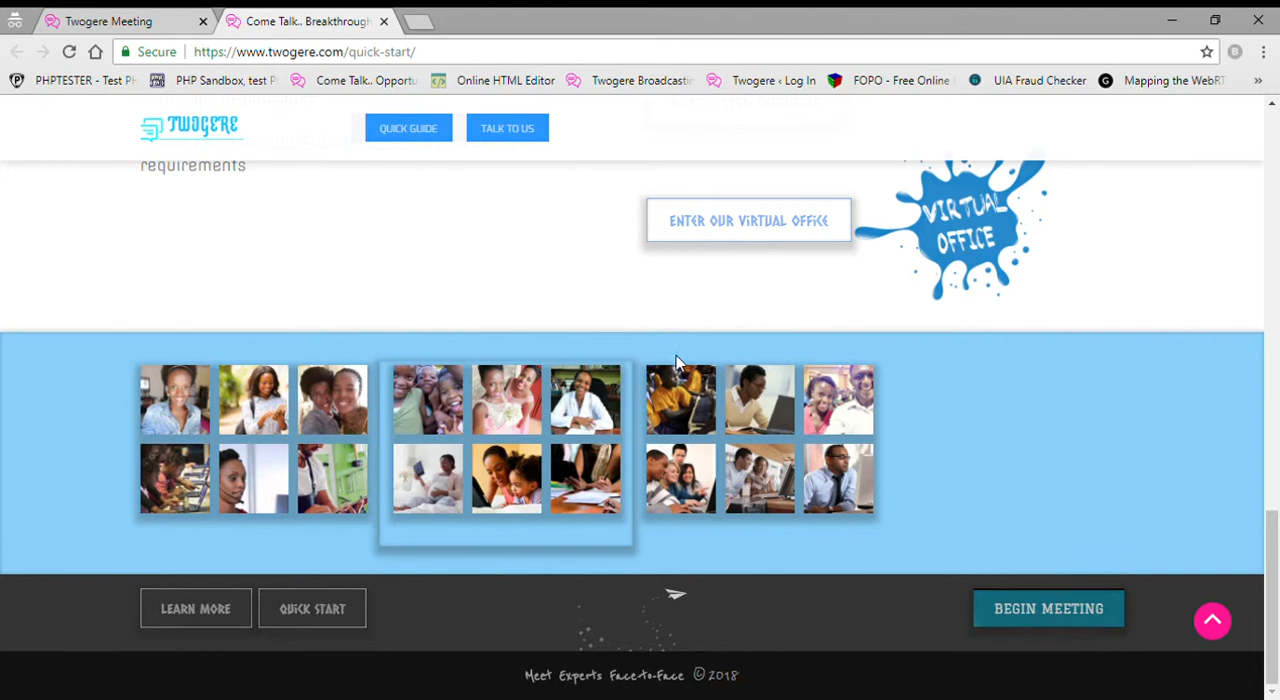 Twogere Meeting
Come Talk.. Breakthrough
Secure
https://www.twogere.com/quick-start/
PHPTESTER - Test P
PHP Sandbox, test P
Come Talk.. Opportu
Online HTML Editor
Twogere Broadcastin
Twogere ‹ Log In
FOPO - Free Online
UIA Fraud Checker
Mapping the WebRT
TWOGERE
QUICK GUIDE
TALK TO US
requirements
ENTER OUR VIRTUAL OFFICE
VIRTUAL
OFFICE
LEARN MORE
QUICK START
BEGIN MEETING
Meet Experts Face-to-Face © 2018